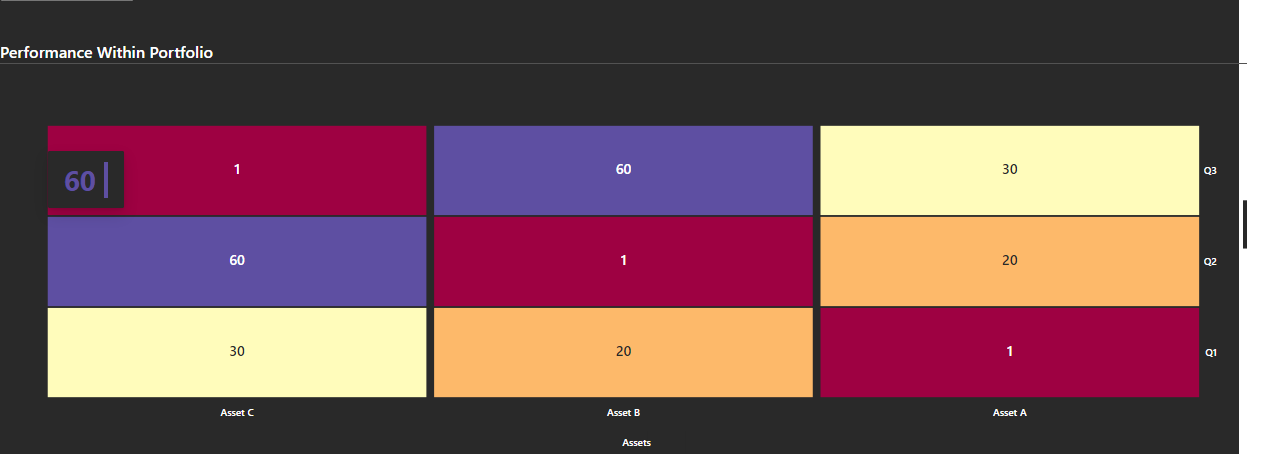 Performance Within Portfolio
1 60 30 Q3
60
60 1 20 Q2
30 20 1 Q1
Asset C Asset B Asset A
Assets